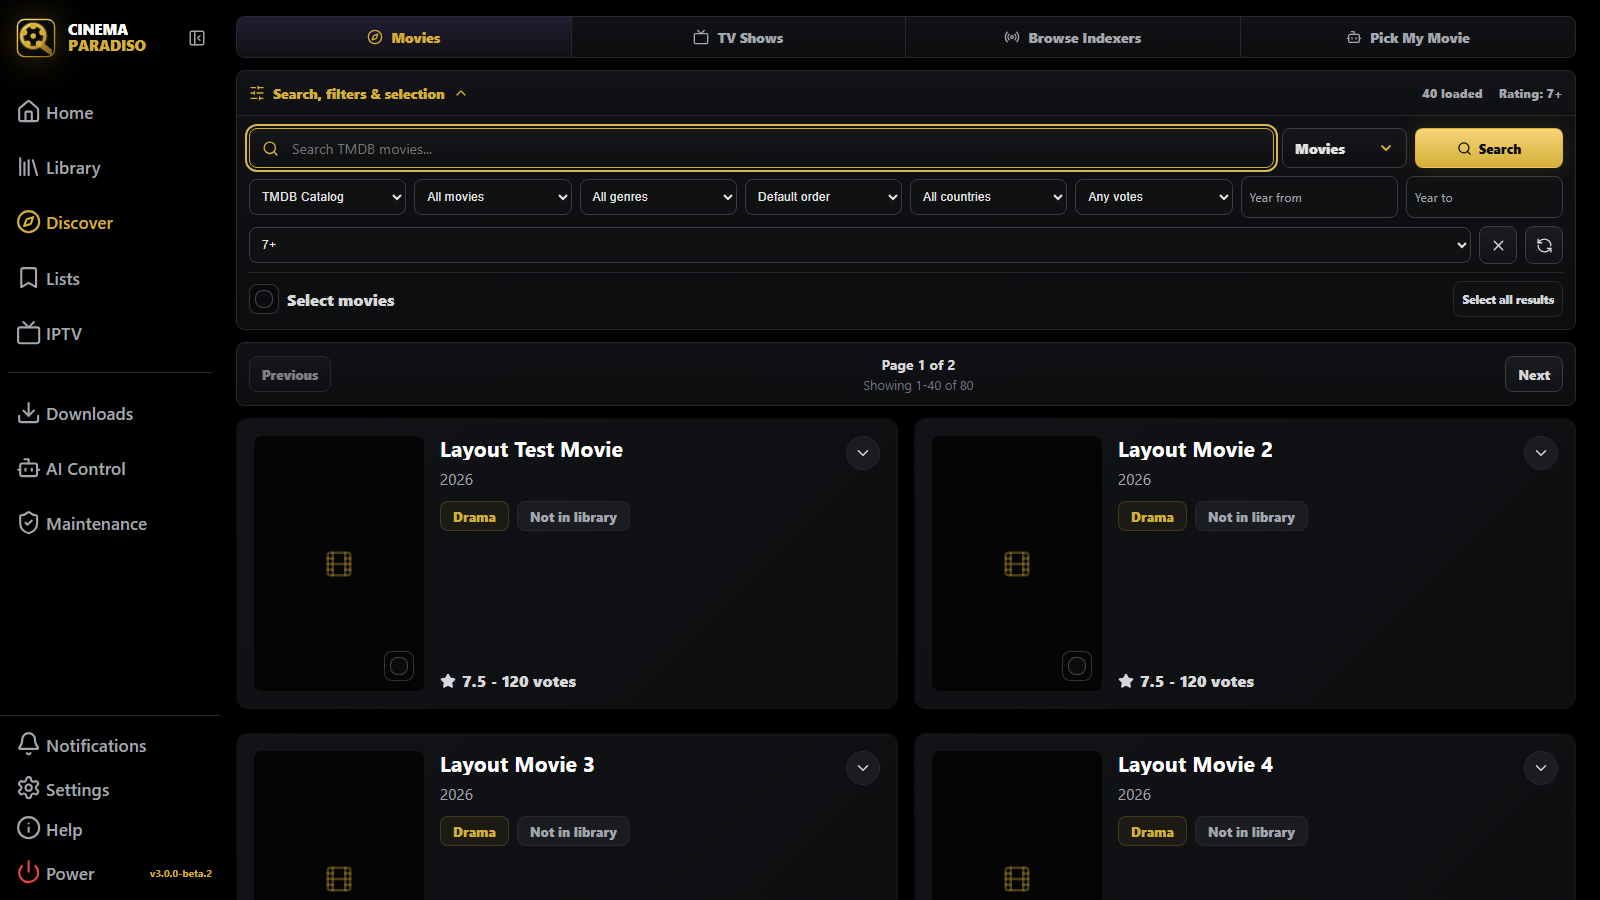 CINEMA
PARADISO
Home
Library
Discover
Lists
IPTV
Downloads
AI Control
Maintenance
Notifications
Settings
Help
Power v3.0.0-beta.2
Movies TV Shows Browse Indexers Pick My Movie
Search, filters & selection 40 loaded Rating: 7+
Search TMDB movies... Movies Search
TMDB Catalog All movies All genres Default order All countries Any votes Year from Year to
7+
Select movies Select all results
Previous Page 1 of 2 Next
Showing 1-40 of 80
Layout Test Movie
2026
Drama Not in library
7.5 - 120 votes
Layout Movie 2
2026
Drama Not in library
7.5 - 120 votes
Layout Movie 3
2026
Drama Not in library
Layout Movie 4
2026
Drama Not in library